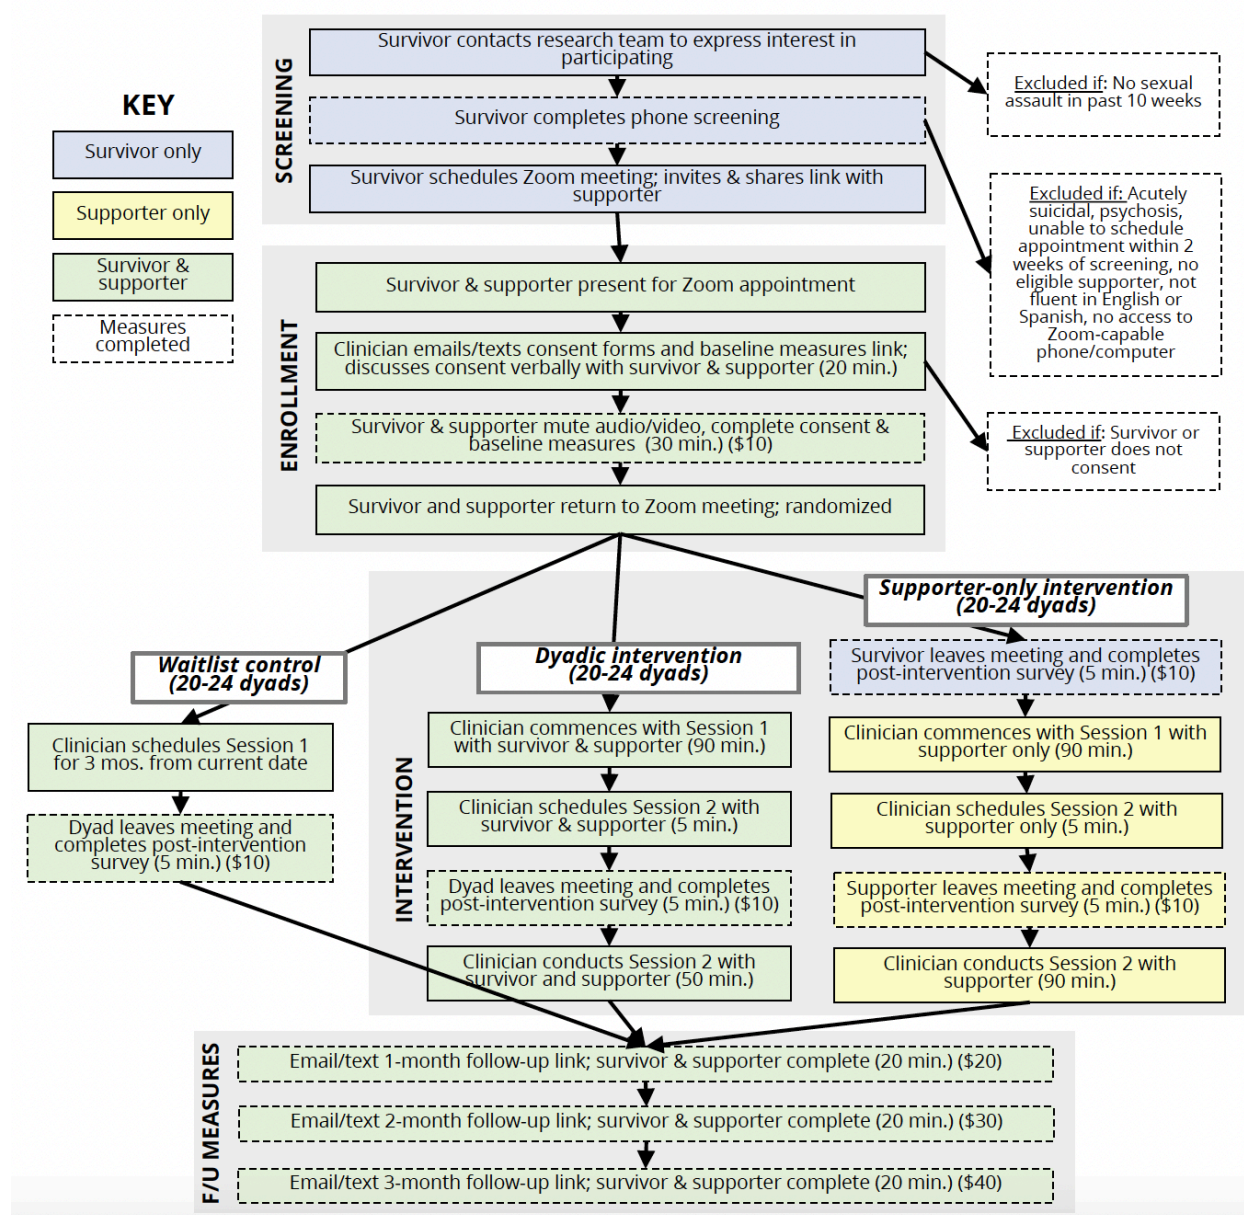 KEY
Survivor only
Supporter only
Survivor &
supporter
Measures
completed
SCREENING
Survivor contacts research team to express interest in
participating
Survivor completes phone screening
Survivor schedules Zoom meeting; invites & shares link with
supporter
Excluded if: No sexual
assault in past 10 weeks
Excluded if: Acutely
suicidal, psychosis,
unable to schedule
appointment within 2
weeks of screening, no
eligible supporter, not
fluent in English or
Spanish, no access to
Zoom-capable
phone/computer
ENROLLMENT
Survivor & supporter present for Zoom appointment
Clinician emails/texts consent forms and baseline measures link;
discusses consent verbally with survivor & supporter (20 min.)
Survivor & supporter mute audio/video, complete consent &
baseline measures (30 min.) ($10)
Survivor and supporter return to Zoom meeting; randomized
Excluded if: Survivor or
supporter does not
consent
Waitlist control
(20-24 dyads)
Clinician schedules Session 1
for 3 mos. from current date
Dyad leaves meeting and
completes post-intervention
survey (5 min.) ($10)
INTERVENTION
Dyadic intervention
(20-24 dyads)
Clinician commences with Session 1
with survivor & supporter (90 min.)
Clinician schedules Session 2 with
survivor & supporter (5 min.)
Dyad leaves meeting and completes
post-intervention survey (5 min.) ($10)
Clinician conducts Session 2 with
survivor and supporter (50 min.)
Supporter-only intervention
(20-24 dyads)
Survivor leaves meeting and completes
post-intervention survey (5 min.) ($10)
Clinician commences with Session 1 with
supporter only (90 min.)
Clinician schedules Session 2 with
supporter only (5 min.)
Supporter leaves meeting and completes
post-intervention survey (5 min.) ($10)
Clinician conducts Session 2 with
supporter (90 min.)
F/U MEASURES
Email/text 1-month follow-up link; survivor & supporter complete (20 min.) ($20)
Email/text 2-month follow-up link; survivor & supporter complete (20 min.) ($30)
Email/text 3-month follow-up link; survivor & supporter complete (20 min.) ($40)